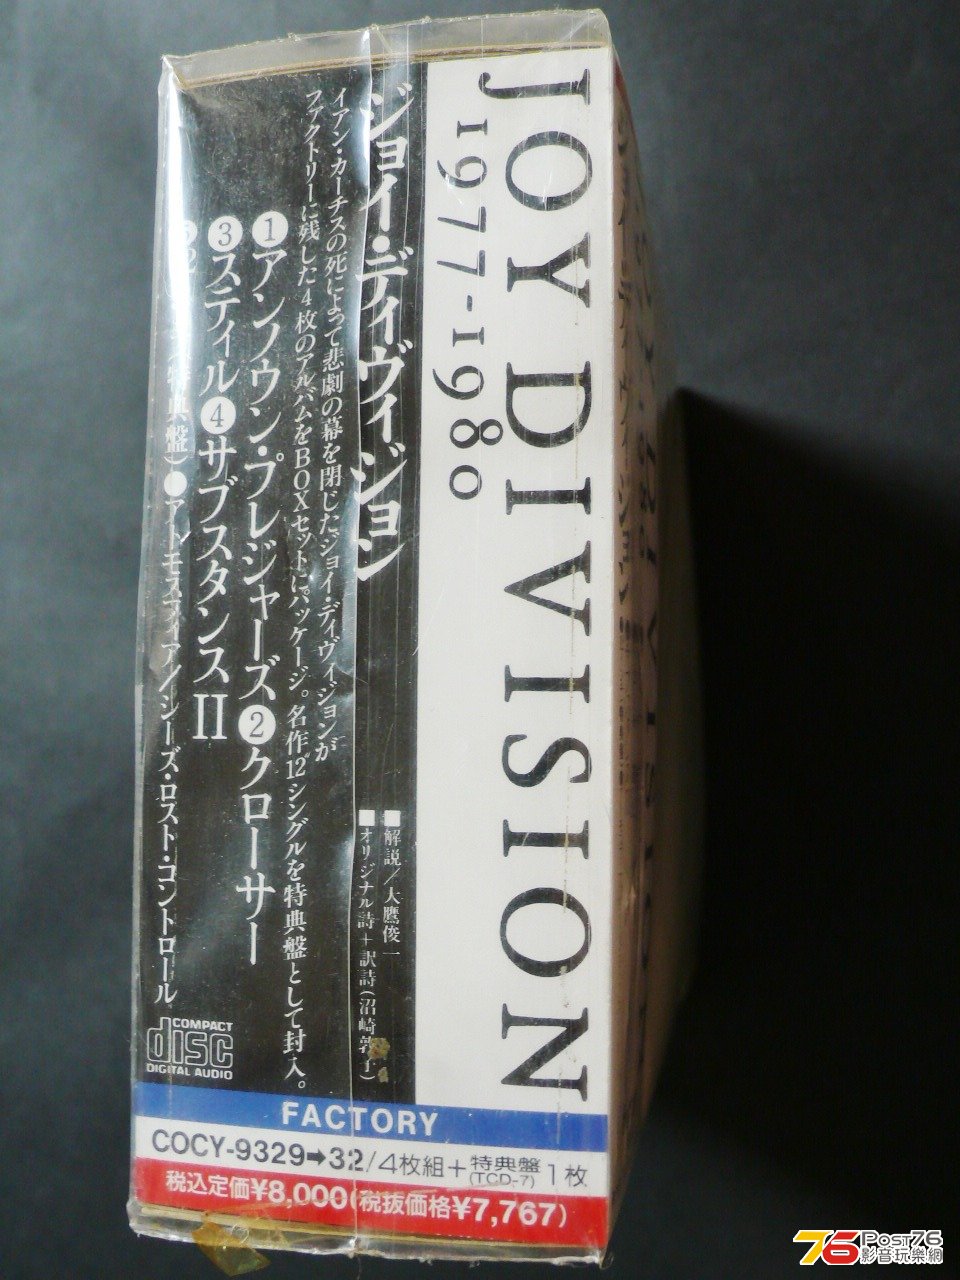 JOY DIVISION
1977-1980
ジョイ・ディヴィジョン
■解説/大鷹俊一
■オリジナル詩+訳詩(沼崎敦子)
イアン・カーチスの死によって悲劇の幕を閉じたジョイ・ディヴィジョンが
ファクトリーに残した4枚のアルバムをBOXセットにパッケージ。名作12シングルを特典盤として封入。
❶アンノウン・プレジャーズ❷クローサー
❸スティル❹サブスタンスⅡ
(特典盤)●アトモスフィア/シーズ・ロスト・コントロール
COMPACT
disc
DIGITAL AUDIO
FACTORY
COCY-9329➡32/4枚組+特典盤(TCD-7)1枚
税込定価¥8,000(税抜価格¥7,767)
76 Post76
影音玩樂網